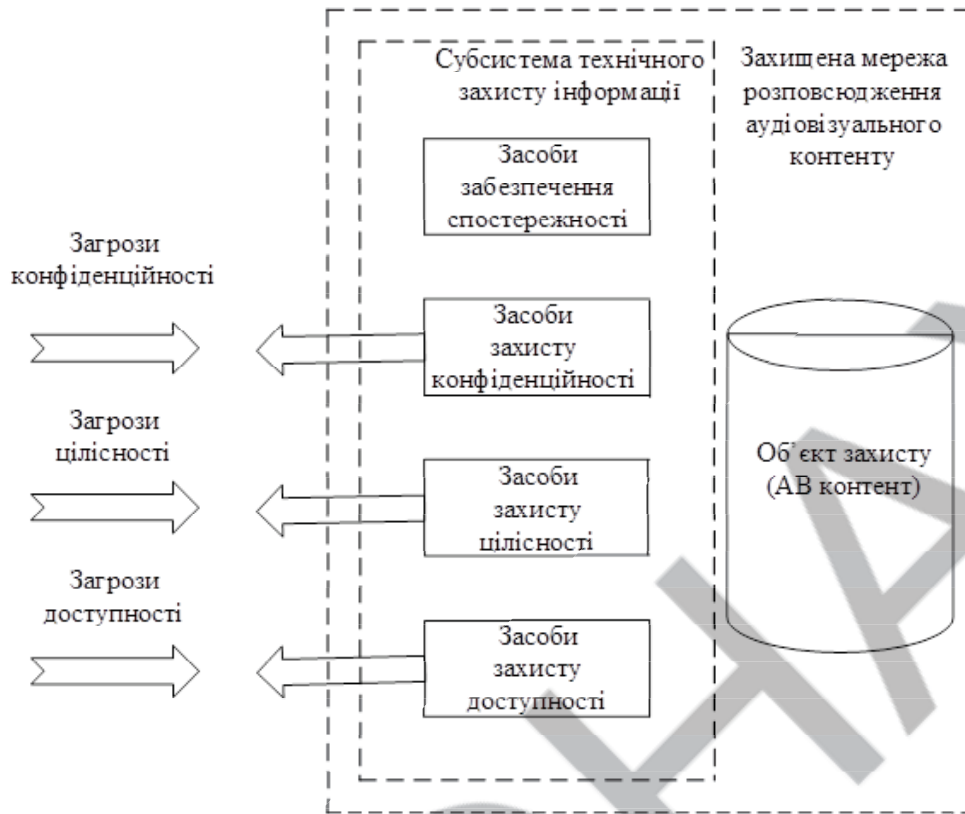 Субсистема технічного
захисту інформації
Захищена мережа
розповсюдження
аудіовізуального
контенту
Засоби
забезпечення
спостережності
Загрози
конфіденційності
Засоби
захисту
конфіденційності
Загрози
цілісності
Засоби
захисту
цілісності
Об’єкт захисту
(АВ контент)
Загрози
доступності
Засоби
захисту
доступності